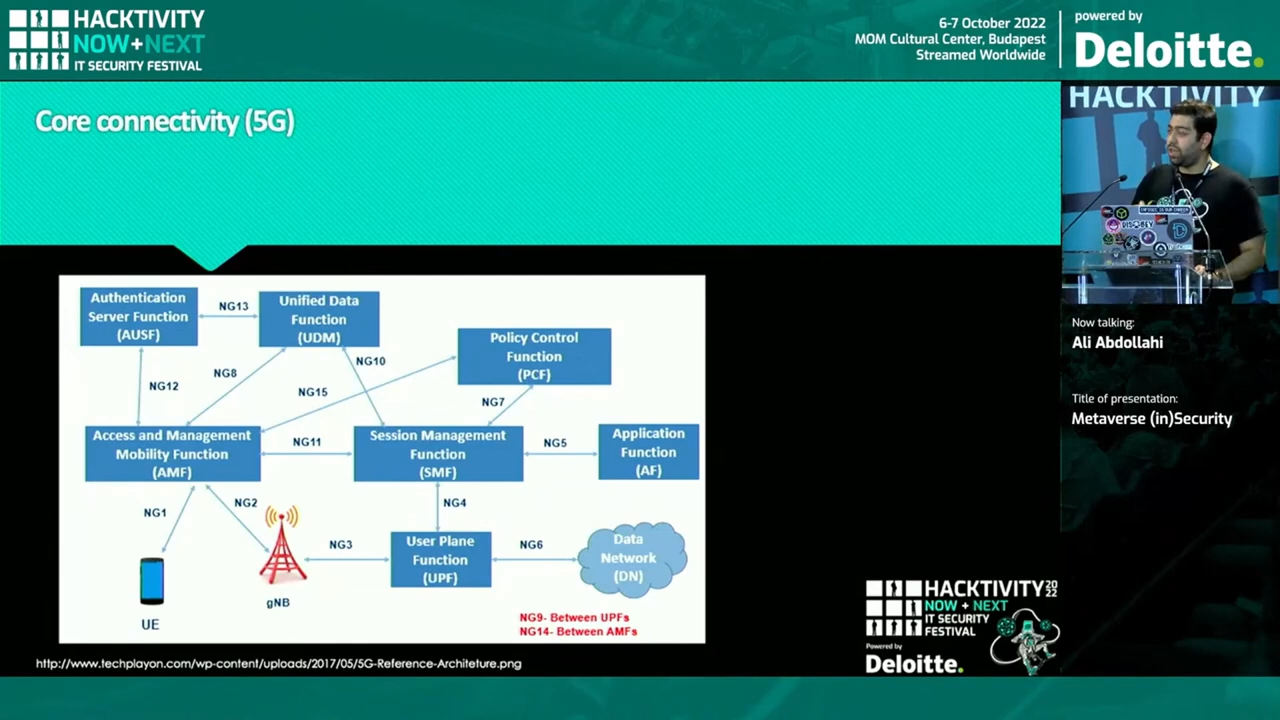 HACKTIVITY
NOW+NEXT
IT SECURITY FESTIVAL
6-7 October 2022
MOM Cultural Center, Budapest
Streamed Worldwide
powered by
Deloitte.
Core connectivity (5G)
HACKTIVITY
Now talking:
Ali Abdollahi
Title of presentation:
Metaverse (in)Security
Authentication
Server Function
(AUSF)
NG13
Unified Data
Function
(UDM)
Policy Control
Function
(PCF)
NG12
NG8
NG10
NG15
NG7
Access and Management
Mobility Function
(AMF)
NG11
Session Management
Function
(SMF)
NG5
Application
Function
(AF)
NG1
NG2
NG4
gNB
NG3
User Plane
Function
(UPF)
NG6
Data
Network
(DN)
UE
NG9- Between UPFs
NG14- Between AMFs
http://www.techplayon.com/wp-content/uploads/2017/05/5G-Reference-Architeture.png
HACKTIVITY 2022
NOW + NEXT
IT SECURITY
FESTIVAL
Powered by
Deloitte.